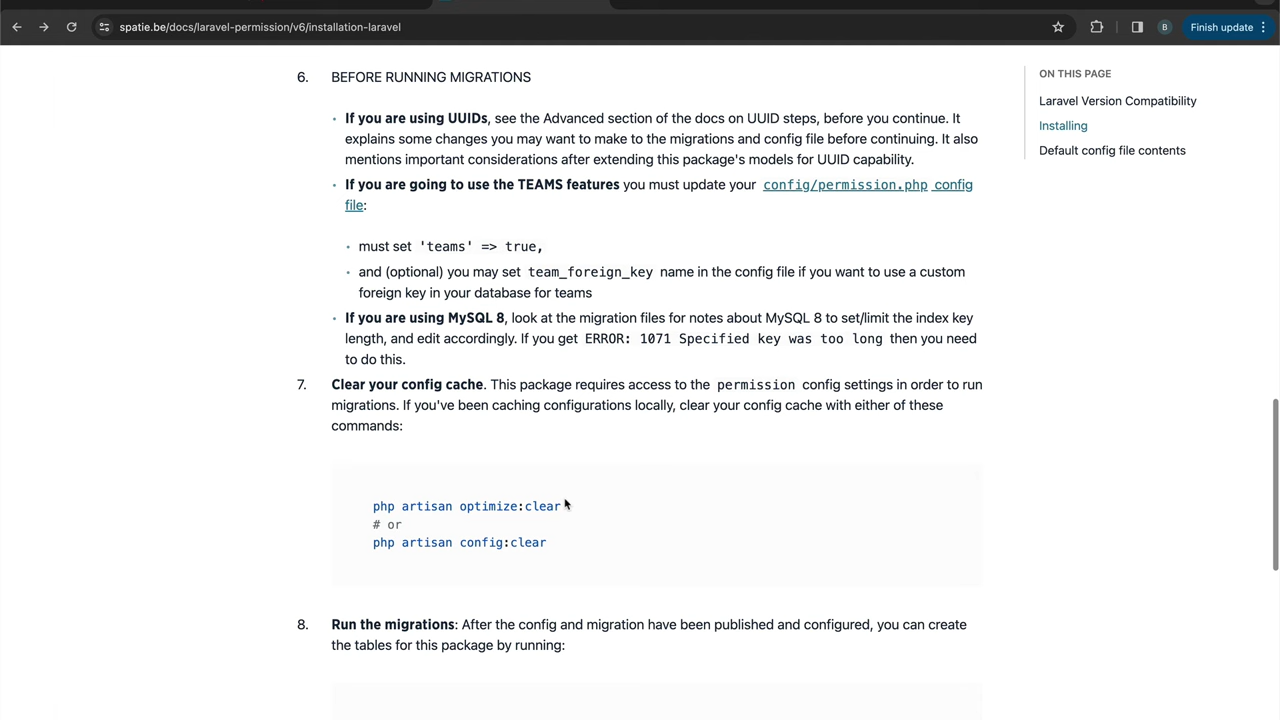 spatie.be/docs/laravel-permission/v6/installation-laravel
B
Finish update
6. BEFORE RUNNING MIGRATIONS
If you are using UUIDs, see the Advanced section of the docs on UUID steps, before you continue. It
explains some changes you may want to make to the migrations and config file before continuing. It also
mentions important considerations after extending this package's models for UUID capability.
If you are going to use the TEAMS features you must update your config/permission.php config
file:
must set 'teams' => true,
and (optional) you may set team_foreign_key name in the config file if you want to use a custom
foreign key in your database for teams
If you are using MySQL 8, look at the migration files for notes about MySQL 8 to set/limit the index key
length, and edit accordingly. If you get ERROR: 1071 Specified key was too long then you need
to do this.
7. Clear your config cache. This package requires access to the permission config settings in order to run
migrations. If you've been caching configurations locally, clear your config cache with either of these
commands:
php artisan optimize:clear
# or
php artisan config:clear
8. Run the migrations: After the config and migration have been published and configured, you can create
the tables for this package by running:
ON THIS PAGE
Laravel Version Compatibility
Installing
Default config file contents